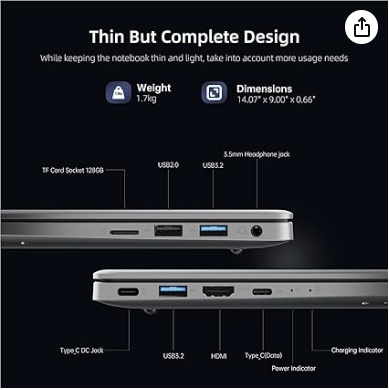 Thin But Complete Design
While keeping the notebook thin and light, take into account more usage needs
Weight
1.7kg
Dimensions
14.07" x 9.00" x 0.66"
3.5mm Headphone jack
TF Card Socket 128GB
USB2.0
USB3.2
Type_C DC Jack
USB3.2
HDMI
Type_C(Data)
Charging Indicator
Power Indicator